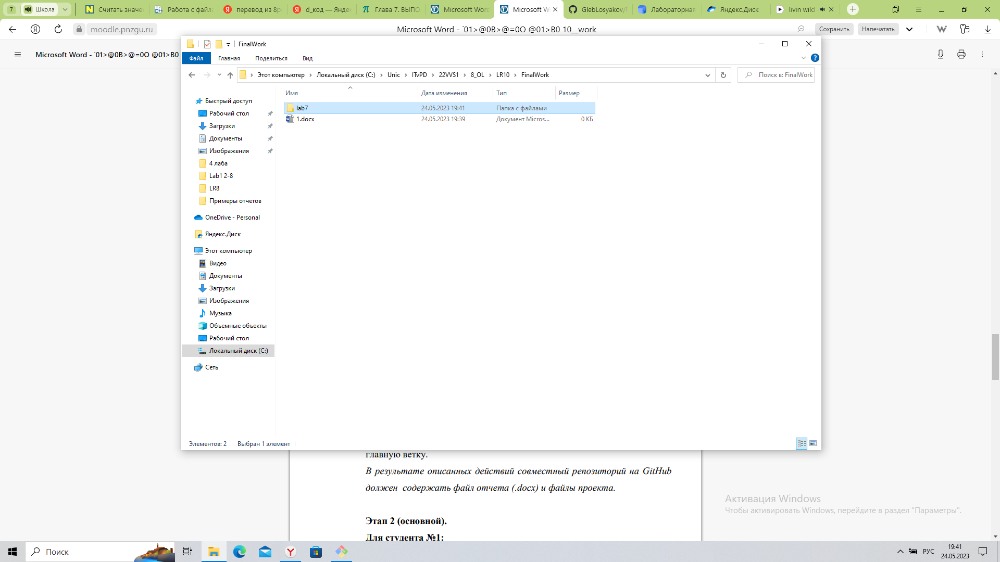 7 Школа Считать значе Работа с файла перевод из 8ри d_код — Янде Глава 7. ВЫПО Microsoft Word Microsoft W GlebLosyakov/ Лабораторная Яндекс.Диск livin wild
moodle.pnzgu.ru Microsoft Word - '01>@0B>@=0O @01>B0 10__work Сохранить Напечатать
Microsoft Word - '01>@0B>@=0O @01>B0
FinalWork
Файл Главная Поделиться Вид
Этот компьютер Локальный диск (C:) Unic ITvPD 22VVS1 8_OL LR10 FinalWork Поиск в: FinalWork
Имя Дата изменения Тип Размер
lab7 24.05.2023 19:41 Папка с файлами
1.docx 24.05.2023 19:39 Документ Micros... 0 КБ
Быстрый доступ
Рабочий стол
Загрузки
Документы
Изображения
4 лаба
Lab1 2-8
LR8
Примеры отчетов
OneDrive - Personal
Яндекс.Диск
Этот компьютер
Видео
Документы
Загрузки
Изображения
Музыка
Объемные объекты
Рабочий стол
Локальный диск (C:)
Сеть
Элементов: 2 Выбран 1 элемент
главную ветку.
В результате описанных действий совместный репозиторий на GitHub
должен содержать файл отчета (.docx) и файлы проекта.
Этап 2 (основной).
Для студента №1:
Активация Windows
Чтобы активировать Windows, перейдите в раздел "Параметры".
Поиск
РУС
19:41
24.05.2023